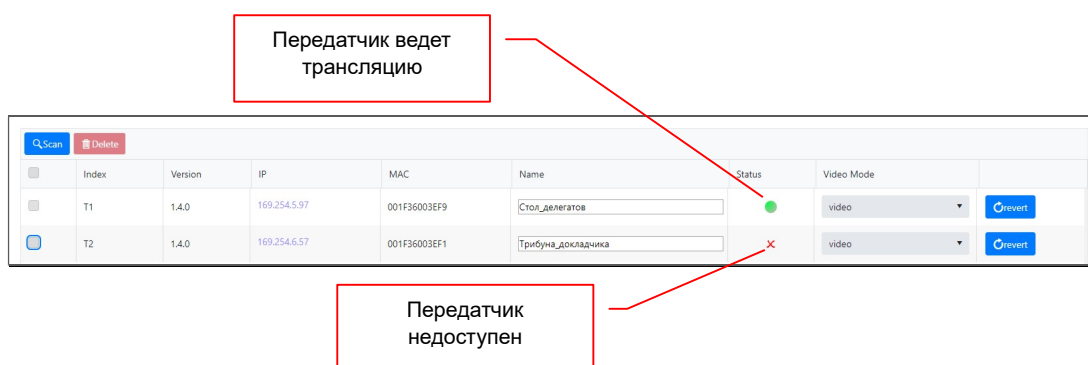 Передатчик ведет
трансляцию
Scan Delete
Index Version IP MAC Name Status Video Mode
T1 1.4.0 169.254.5.97 001F36003EF9 Стол_делегатов video revert
T2 1.4.0 169.254.6.57 001F36003EF1 Трибуна_докладчика video revert
Передатчик
недоступен